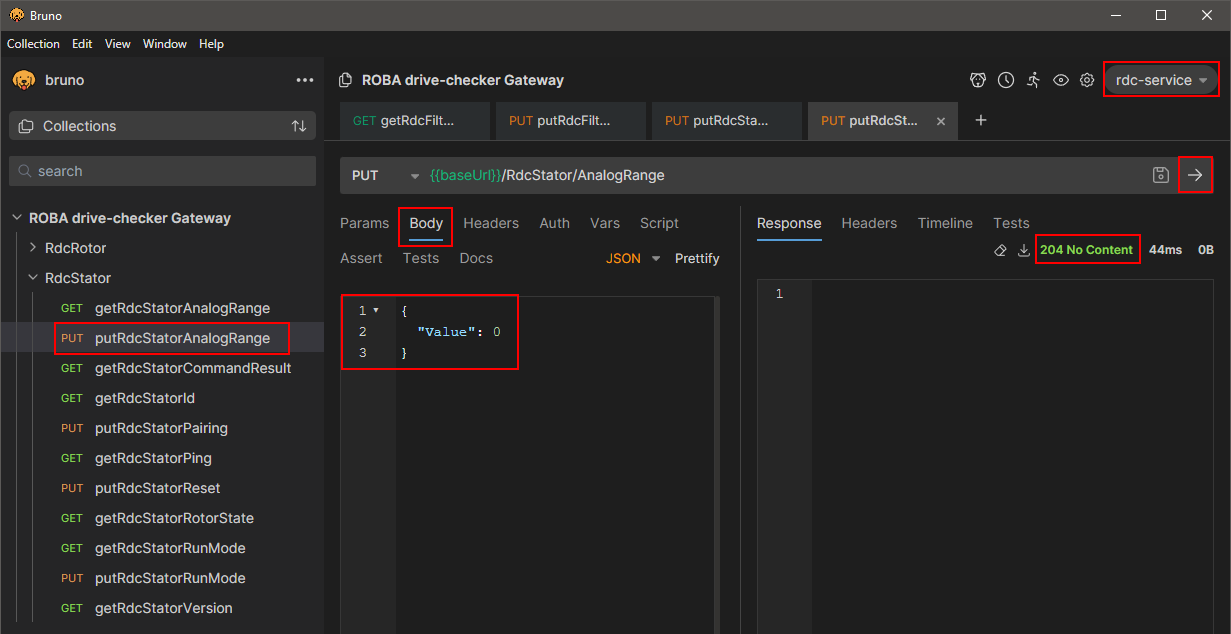 Bruno
Collection Edit View Window Help
bruno
ROBA drive-checker Gateway
rdc-service
Collections
GET getRdcFilt...
PUT putRdcFilt...
PUT putRdcSta...
PUT putRdcSt...
search
PUT {{baseUrl}}/RdcStator/AnalogRange
ROBA drive-checker Gateway
RdcRotor
RdcStator
GET getRdcStatorAnalogRange
PUT putRdcStatorAnalogRange
GET getRdcStatorCommandResult
GET getRdcStatorId
PUT putRdcStatorPairing
GET getRdcStatorPing
PUT putRdcStatorReset
GET getRdcStatorRotorState
GET getRdcStatorRunMode
PUT putRdcStatorRunMode
GET getRdcStatorVersion
Params Body Headers Auth Vars Script
Assert Tests Docs JSON Prettify
1 {
2 "Value": 0
3 }
Response Headers Timeline Tests
204 No Content 44ms 0B
1